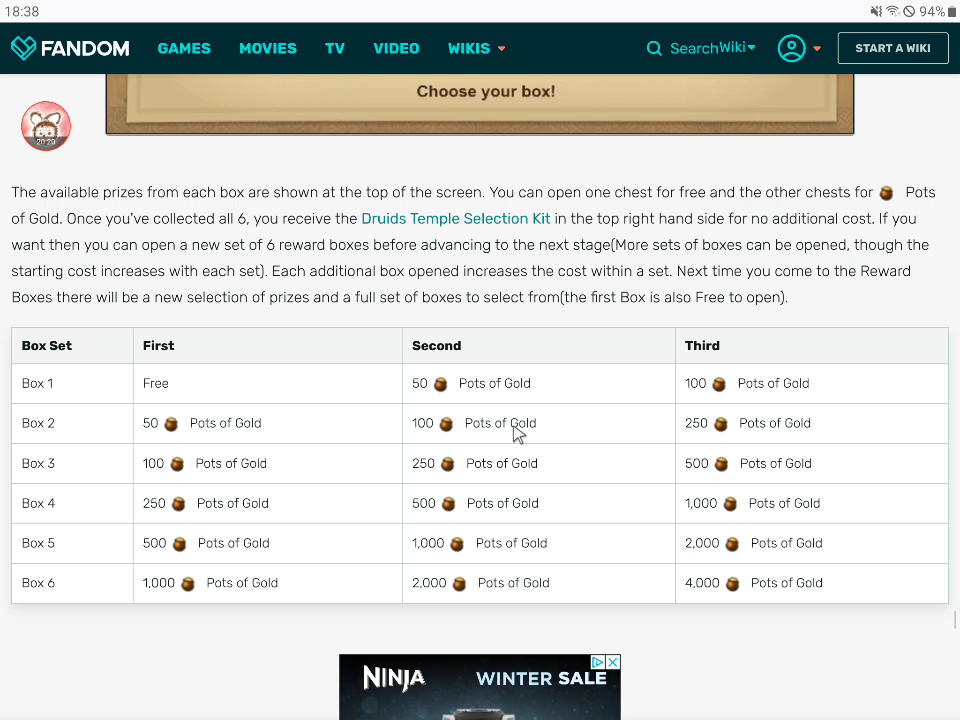 18:38
94%
FANDOM GAMES MOVIES TV VIDEO WIKIS Search Wiki START A WIKI
Choose your box!
2020
The available prizes from each box are shown at the top of the screen. You can open one chest for free and the other chests for Pots
of Gold. Once you've collected all 6, you receive the Druids Temple Selection Kit in the top right hand side for no additional cost. If you
want then you can open a new set of 6 reward boxes before advancing to the next stage(More sets of boxes can be opened, though the
starting cost increases with each set). Each additional box opened increases the cost within a set. Next time you come to the Reward
Boxes there will be a new selection of prizes and a full set of boxes to select from(the first Box is also Free to open).
Box Set First Second Third
Box 1 Free 50 Pots of Gold 100 Pots of Gold
Box 2 50 Pots of Gold 100 Pots of Gold 250 Pots of Gold
Box 3 100 Pots of Gold 250 Pots of Gold 500 Pots of Gold
Box 4 250 Pots of Gold 500 Pots of Gold 1,000 Pots of Gold
Box 5 500 Pots of Gold 1,000 Pots of Gold 2,000 Pots of Gold
Box 6 1,000 Pots of Gold 2,000 Pots of Gold 4,000 Pots of Gold
NINJA WINTER SALE